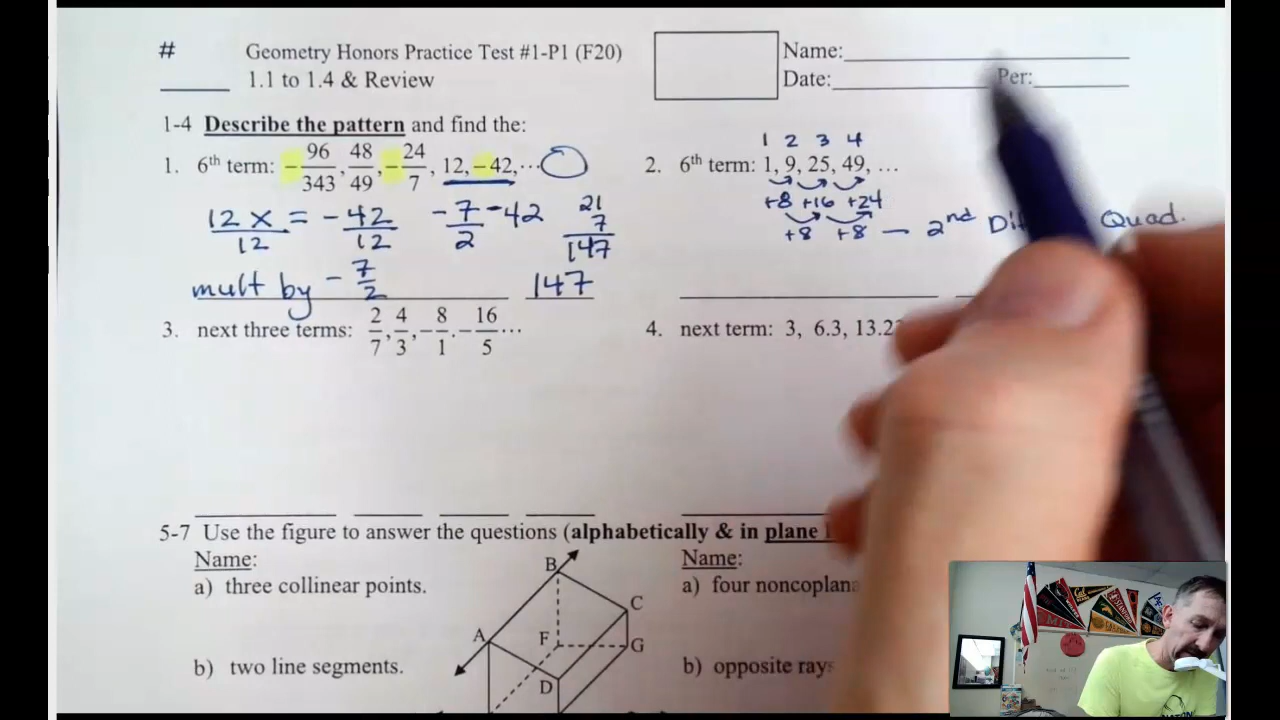 # Geometry Honors Practice Test #1-P1 (F20) Name:
1.1 to 1.4 & Review Date: Per:
1-4 Describe the pattern and find the:
1. 6th term: -96/343, 48/49, -24/7, 12, -42, ...
12x/12 = -42/12 -7/2 -42 21 7 147
mult by -7/2 147
2. 6th term: 1, 9, 25, 49, ...
1 2 3 4
+8 +16 +24
+8 +8 — 2nd Quad.
3. next three terms: 2/7, 4/3, -8/1, -16/5 ...
4. next term: 3, 6.3,
5-7 Use the figure to answer the questions (alphabetically & in plane
Name:
a) three collinear points.
b) two line segments.
B
C
A
F
G
D
Name:
a) four
b) opposite rays